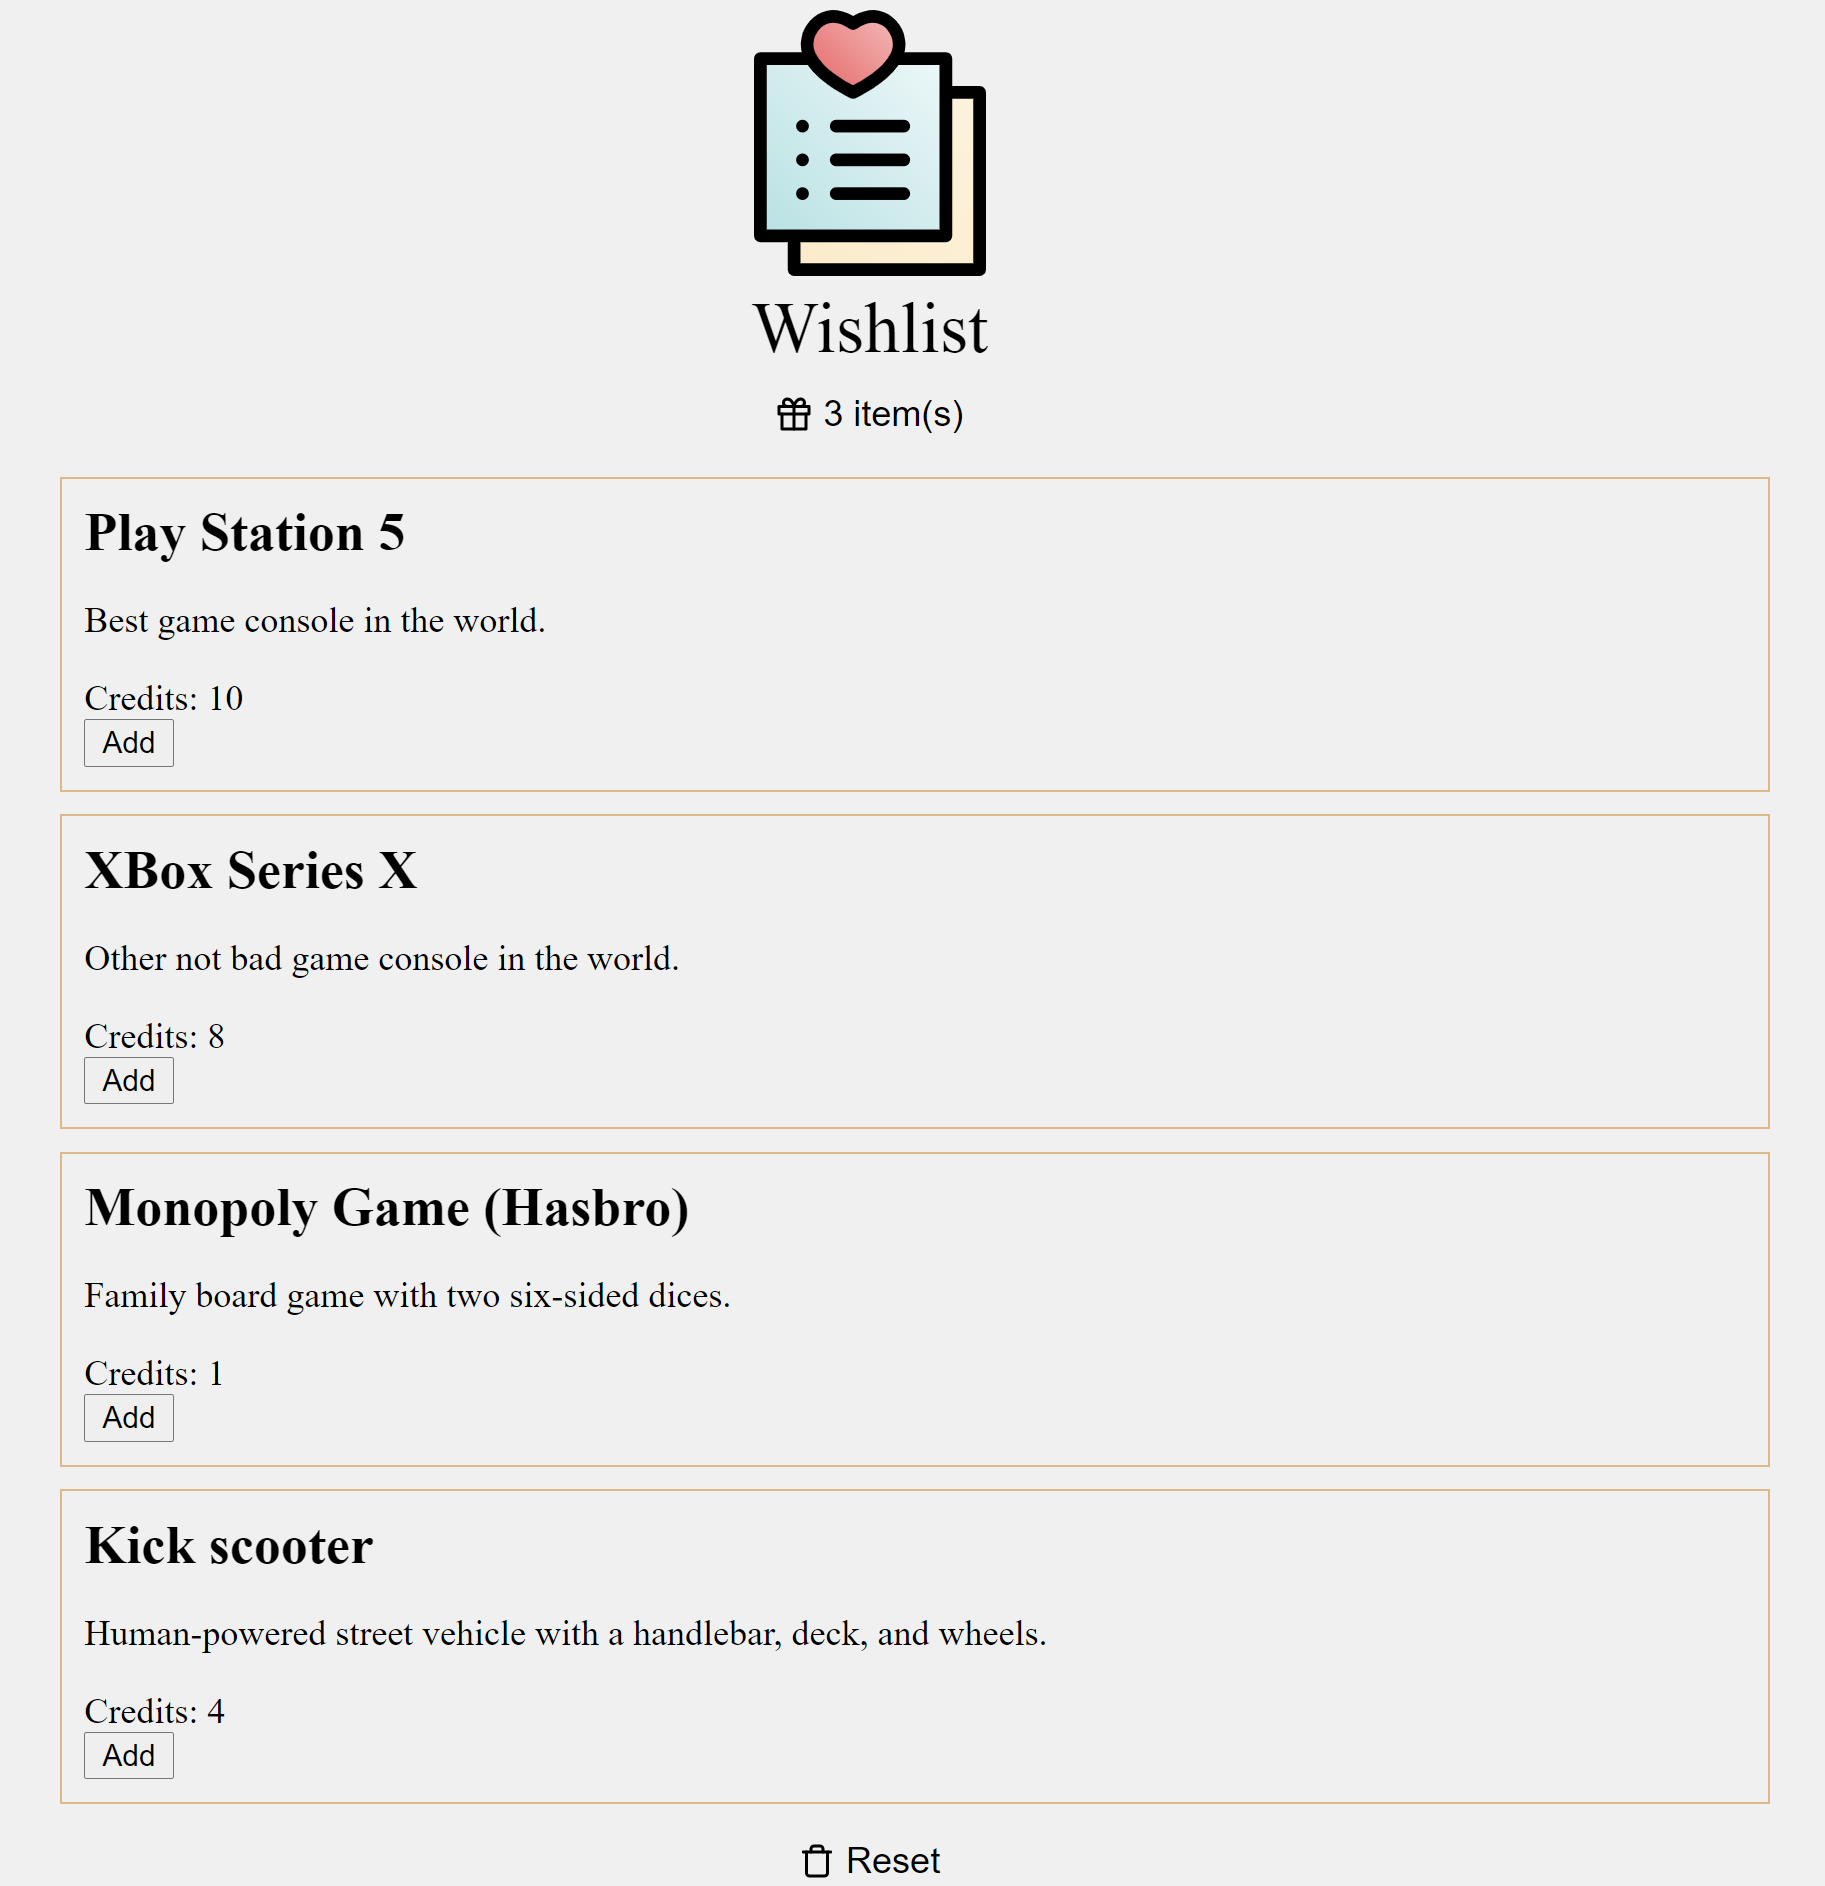 Wishlist
3 item(s)
Play Station 5
Best game console in the world.
Credits: 10
Add
XBox Series X
Other not bad game console in the world.
Credits: 8
Add
Monopoly Game (Hasbro)
Family board game with two six-sided dices.
Credits: 1
Add
Kick scooter
Human-powered street vehicle with a handlebar, deck, and wheels.
Credits: 4
Add
Reset